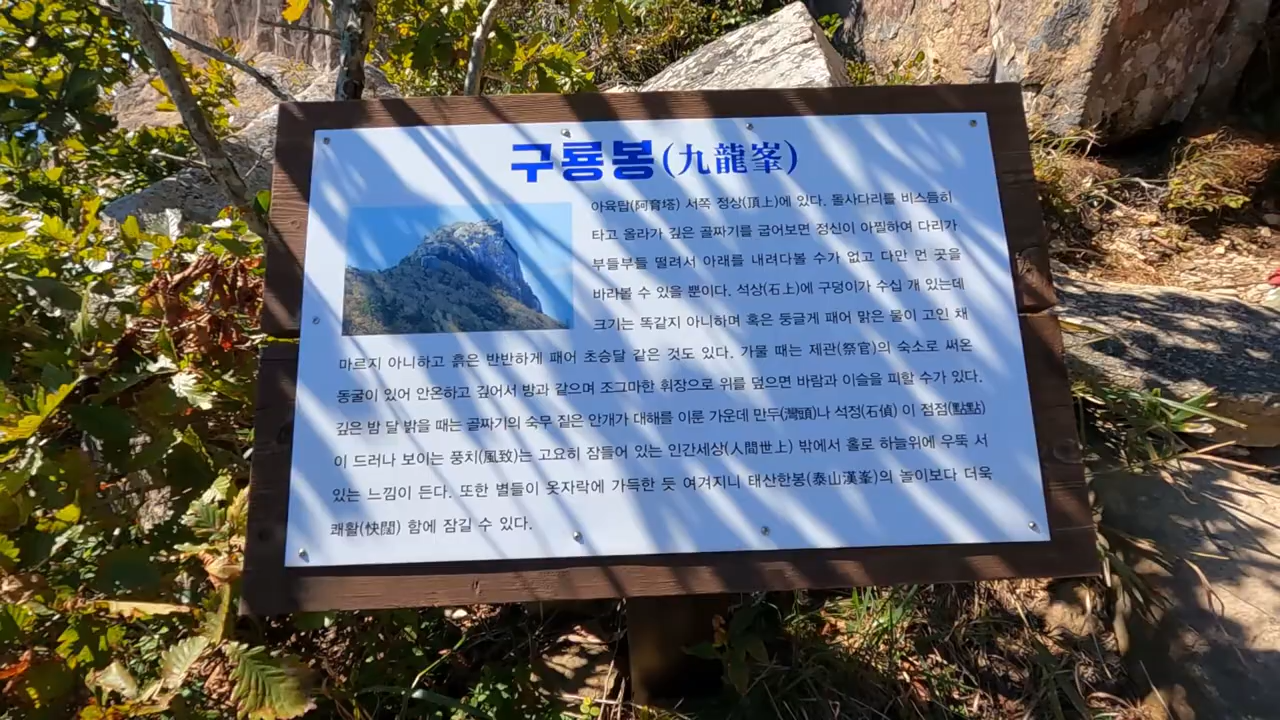 구룡봉(九龍峯)
아육탑(阿育塔) 서쪽 정상(頂上)에 있다. 돌사다리를 비스듬히
타고 올라가 깊은 골짜기를 굽어보면 정신이 아찔하여 다리가
부들부들 떨려서 아래를 내려다볼 수가 없고 다만 먼 곳을
바라볼 수 있을 뿐이다. 석상(石上)에 구덩이가 수십 개 있는데
크기는 똑같지 아니하며 혹은 둥글게 패어 맑은 물이 고인 채
마르지 아니하고 흙은 반반하게 패어 초승달 같은 것도 있다. 가물 때는 제관(祭官)의 숙소로 써온
동굴이 있어 안온하고 깊어서 방과 같으며 조그마한 휘장으로 위를 덮으면 바람과 이슬을 피할 수가 있다.
깊은 밤 달 밝을 때는 골짜기의 숙무 짙은 안개가 대해를 이룬 가운데 만두(灣頭)나 석정(石偵) 이 점점(點點)
이 드러나 보이는 풍치(風致)는 고요히 잠들어 있는 인간세상(人間世上) 밖에서 홀로 하늘위에 우뚝 서
있는 느낌이 든다. 또한 별들이 옷자락에 가득한 듯 여겨지니 태산한봉(泰山漢峯)의 놀이보다 더욱
쾌활(快闊) 함에 잠길 수 있다.